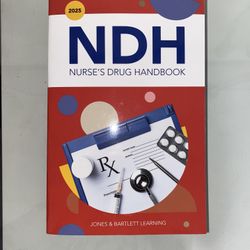 2025
NDH
NURSE'S DRUG HANDBOOK
Rx
JONES & BARTLETT LEARNING